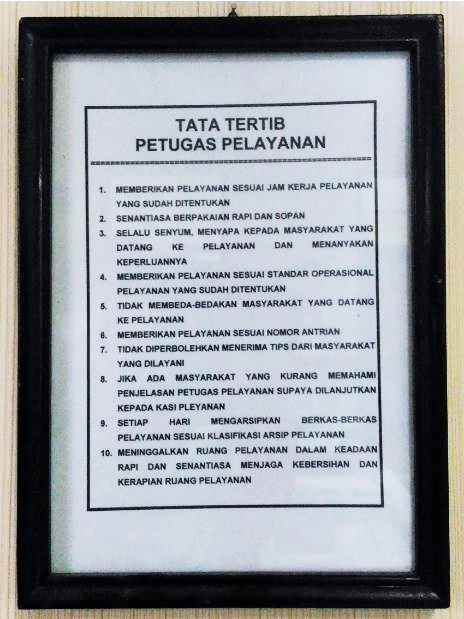 TATA TERTIB
PETUGAS PELAYANAN
1. MEMBERIKAN PELAYANAN SESUAI JAM KERJA PELAYANAN
YANG SUDAH DITENTUKAN
2. SENANTIASA BERPAKAIAN RAPI DAN SOPAN
3. SELALU SENYUM, MENYAPA KEPADA MASYARAKAT YANG
DATANG KE PELAYANAN DAN MENANYAKAN
KEPERLUANNYA
4. MEMBERIKAN PELAYANAN SESUAI STANDAR OPERASIONAL
PELAYANAN YANG SUDAH DITENTUKAN
5. TIDAK MEMBEDA-BEDAKAN MASYARAKAT YANG DATANG
KE PELAYANAN
6. MEMBERIKAN PELAYANAN SESUAI NOMOR ANTRIAN
7. TIDAK DIPERBOLEHKAN MENERIMA TIPS DARI MASYARAKAT
YANG DILAYANI
8. JIKA ADA MASYARAKAT YANG KURANG MEMAHAMI
PENJELASAN PETUGAS PELAYANAN SUPAYA DILANJUTKAN
KEPADA KASI PLEYANAN
9. SETIAP HARI MENGARSIPKAN BERKAS-BERKAS
PELAYANAN SESUAI KLASIFIKASI ARSIP PELAYANAN
10. MENINGGALKAN RUANG PELAYANAN DALAM KEADAAN
RAPI DAN SENANTIASA MENJAGA KEBERSIHAN DAN
KERAPIAN RUANG PELAYANAN